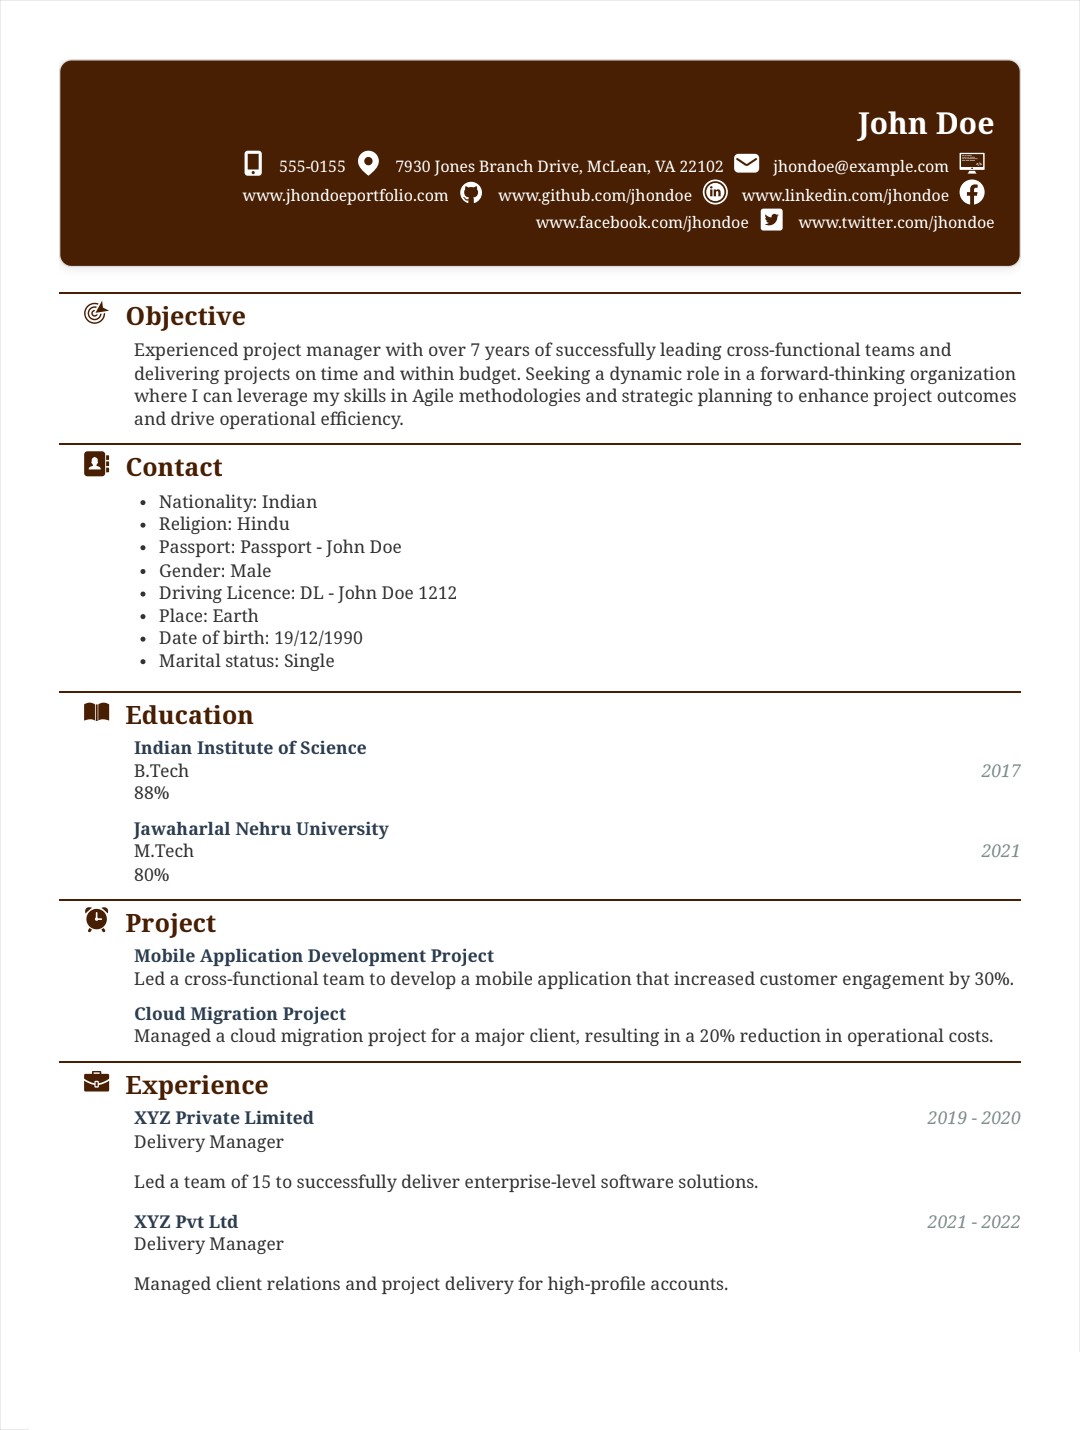 John Doe
555-0155 7930 Jones Branch Drive, McLean, VA 22102 jhondoe@example.com
www.jhondoeportfolio.com www.github.com/jhondoe www.linkedin.com/jhondoe
www.facebook.com/jhondoe www.twitter.com/jhondoe
Objective
Experienced project manager with over 7 years of successfully leading cross-functional teams and
delivering projects on time and within budget. Seeking a dynamic role in a forward-thinking organization
where I can leverage my skills in Agile methodologies and strategic planning to enhance project outcomes
and drive operational efficiency.
Contact
• Nationality: Indian
• Religion: Hindu
• Passport: Passport - John Doe
• Gender: Male
• Driving Licence: DL - John Doe 1212
• Place: Earth
• Date of birth: 19/12/1990
• Marital status: Single
Education
Indian Institute of Science
B.Tech 2017
88%
Jawaharlal Nehru University
M.Tech 2021
80%
Project
Mobile Application Development Project
Led a cross-functional team to develop a mobile application that increased customer engagement by 30%.
Cloud Migration Project
Managed a cloud migration project for a major client, resulting in a 20% reduction in operational costs.
Experience
XYZ Private Limited 2019 - 2020
Delivery Manager
Led a team of 15 to successfully deliver enterprise-level software solutions.
XYZ Pvt Ltd 2021 - 2022
Delivery Manager
Managed client relations and project delivery for high-profile accounts.